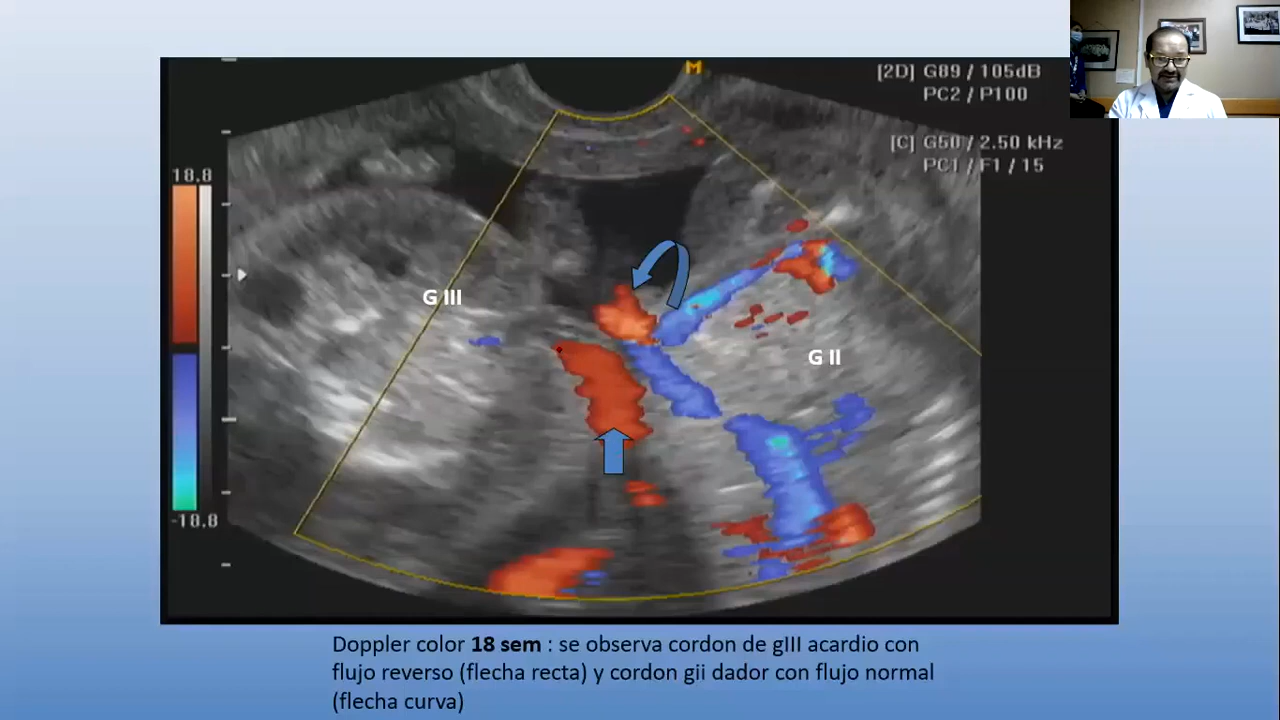 M
[2D] G89 / 105dB
PC2 / P100
[C] G50 / 2.50 kHz
PC1 / F1 / 15
18.8
-18.8
G III
G II
Doppler color 18 sem : se observa cordon de gIII acardio con
flujo reverso (flecha recta) y cordon gii dador con flujo normal
(flecha curva)